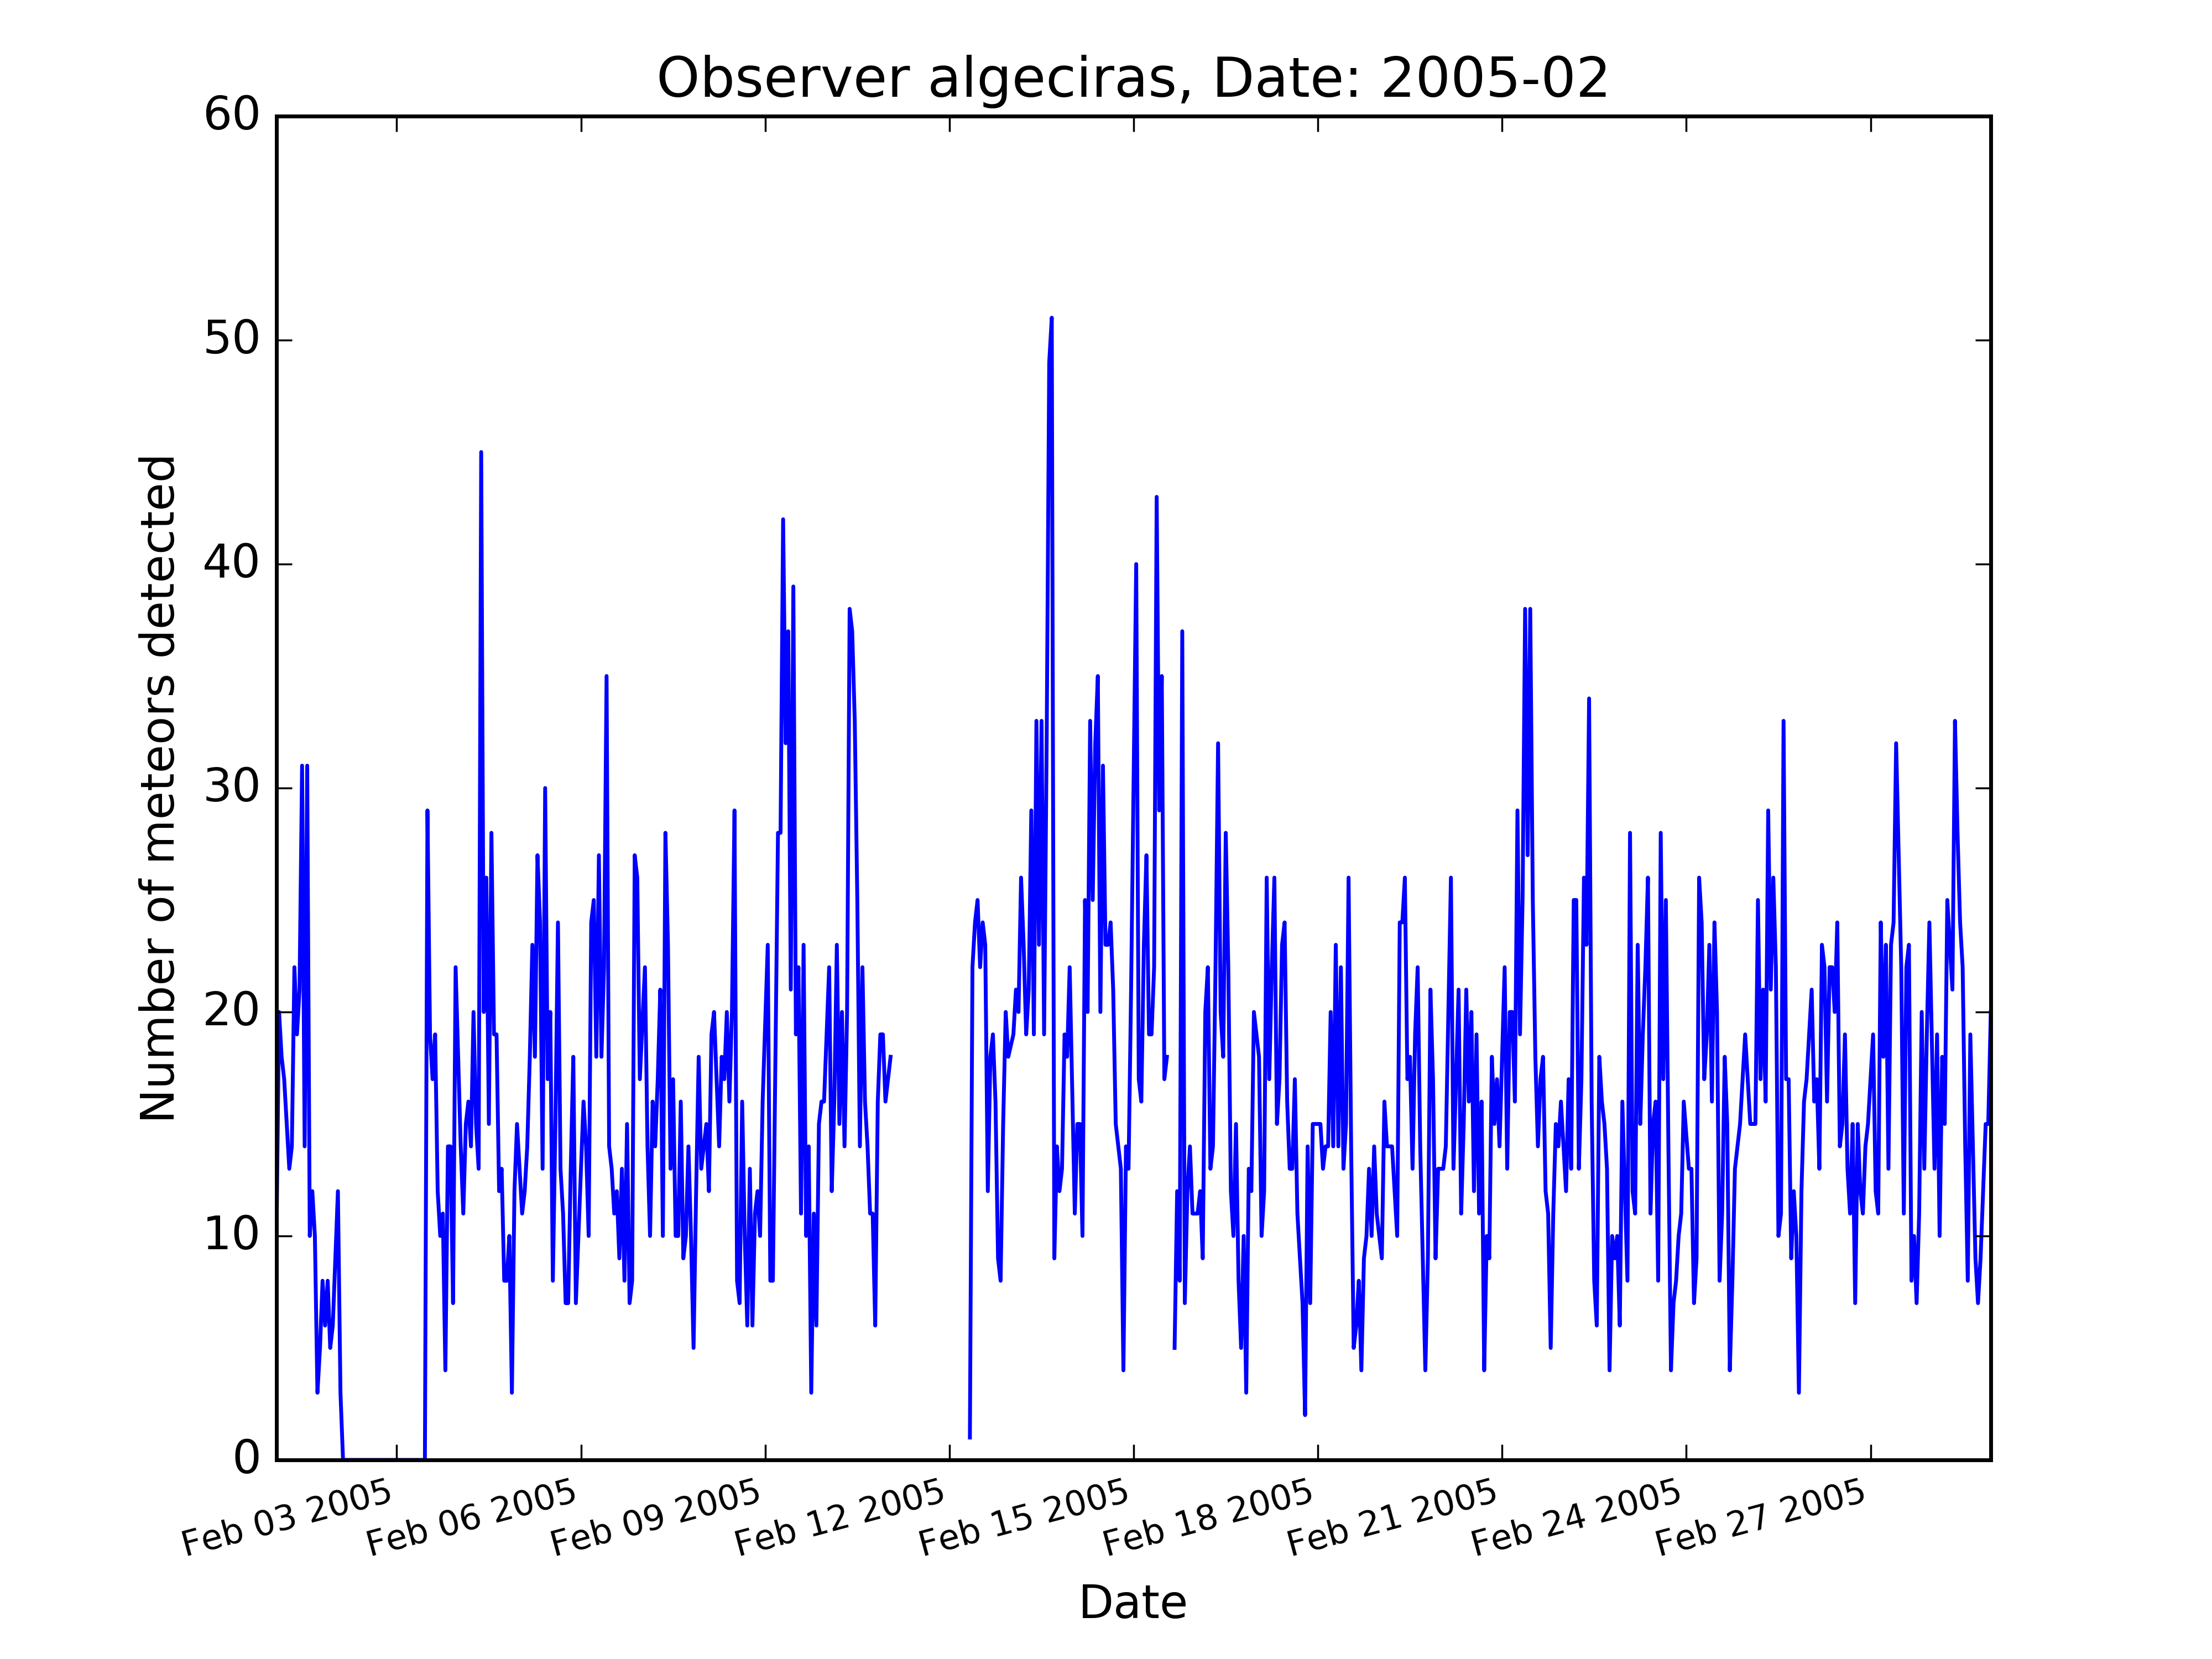 Observer algeciras, Date: 2005-02
60
50
40
30
20
10
0
Number of meteors detected
Feb 03 2005
Feb 06 2005
Feb 09 2005
Feb 12 2005
Feb 15 2005
Feb 18 2005
Feb 21 2005
Feb 24 2005
Feb 27 2005
Date